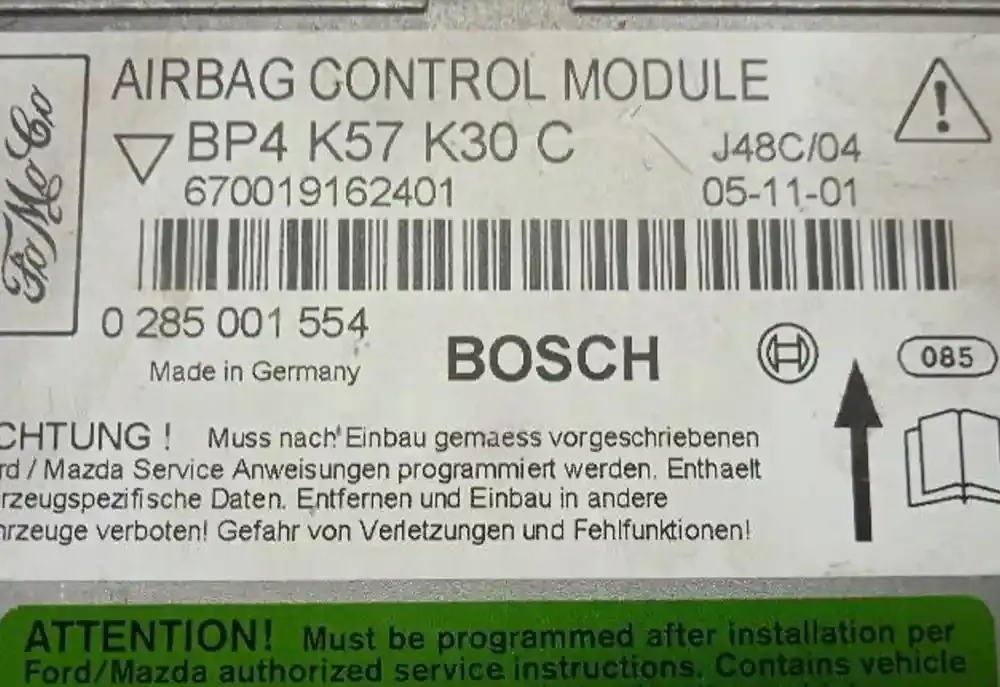 FoMoCo
AIRBAG CONTROL MODULE
BP4 K57 K30 C
J48C/04
670019162401
05-11-01
0 285 001 554
Made in Germany
BOSCH
085
CHTUNG ! Muss nach Einbau gemaess vorgeschriebenen
rd / Mazda Service Anweisungen programmiert werden. Enthaelt
rzeugspezifische Daten. Entfernen und Einbau in andere
hrzeuge verboten! Gefahr von Verletzungen und Fehlfunktionen!
ATTENTION! Must be programmed after installation per
Ford/Mazda authorized service instructions. Contains vehicle